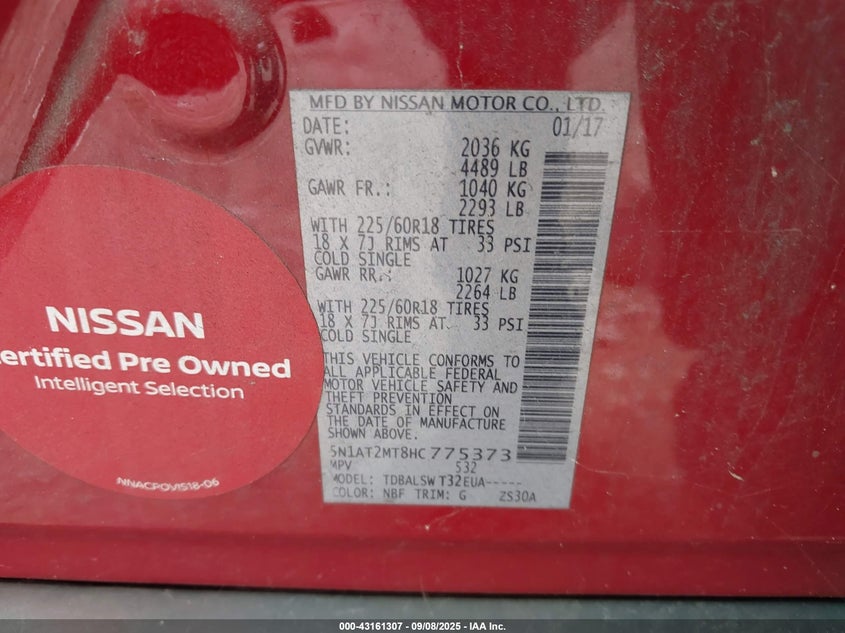 MFD BY NISSAN MOTOR CO., LTD.
DATE: 01/17
GVWR: 2036 KG
4489 LB
GAWR FR.: 1040 KG
2293 LB
WITH 225/60R18 TIRES
18 X 7J RIMS AT 33 PSI
COLD SINGLE
GAWR RR.: 1027 KG
2264 LB
WITH 225/60R18 TIRES
18 X 7J RIMS AT 33 PSI
COLD SINGLE
THIS VEHICLE CONFORMS TO
ALL APPLICABLE FEDERAL
MOTOR VEHICLE SAFETY AND
THEFT PREVENTION
STANDARDS IN EFFECT ON
THE DATE OF MANUFACTURE
SHOWN ABOVE.
5N1AT2MT8HC775373
MPV 532
MODEL: TDBALSW T32EUA-----
COLOR: NBF TRIM: G ZS30A
NISSAN
ertified Pre Owned
Intelligent Selection
NNACPOVIS18-06
000-43161307 - 09/08/2025 - IAA Inc.